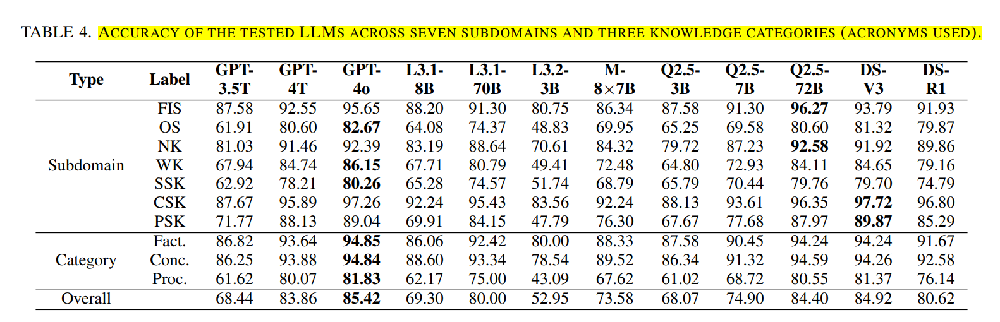 TABLE 4. ACCURACY OF THE TESTED LLMS ACROSS SEVEN SUBDOMAINS AND THREE KNOWLEDGE CATEGORIES (ACRONYMS USED).
Type Label GPT-3.5T GPT-4T GPT-4o L3.1-8B L3.1-70B L3.2-3B M-8×7B Q2.5-3B Q2.5-7B Q2.5-72B DS-V3 DS-R1
FIS 87.58 92.55 95.65 88.20 91.30 80.75 86.34 87.58 91.30 96.27 93.79 91.93
OS 61.91 80.60 82.67 64.08 74.37 48.83 69.95 65.25 69.58 80.60 81.32 79.87
NK 81.03 91.46 92.39 83.19 88.64 70.61 84.32 79.72 87.23 92.58 91.92 89.86
Subdomain WK 67.94 84.74 86.15 67.71 80.79 49.41 72.48 64.80 72.93 84.11 84.65 79.16
SSK 62.92 78.21 80.26 65.28 74.57 51.74 68.79 65.79 70.44 79.76 79.70 74.79
CSK 87.67 95.89 97.26 92.24 95.43 83.56 92.24 88.13 93.61 96.35 97.72 96.80
PSK 71.77 88.13 89.04 69.91 84.15 47.79 76.30 67.67 77.68 87.97 89.87 85.29
Fact. 86.82 93.64 94.85 86.06 92.42 80.00 88.33 87.58 90.45 94.24 94.24 91.67
Category Conc. 86.25 93.88 94.84 88.60 93.34 78.54 89.52 86.34 91.32 94.59 94.26 92.58
Proc. 61.62 80.07 81.83 62.17 75.00 43.09 67.62 61.02 68.72 80.55 81.37 76.14
Overall 68.44 83.86 85.42 69.30 80.00 52.95 73.58 68.07 74.90 84.40 84.92 80.62